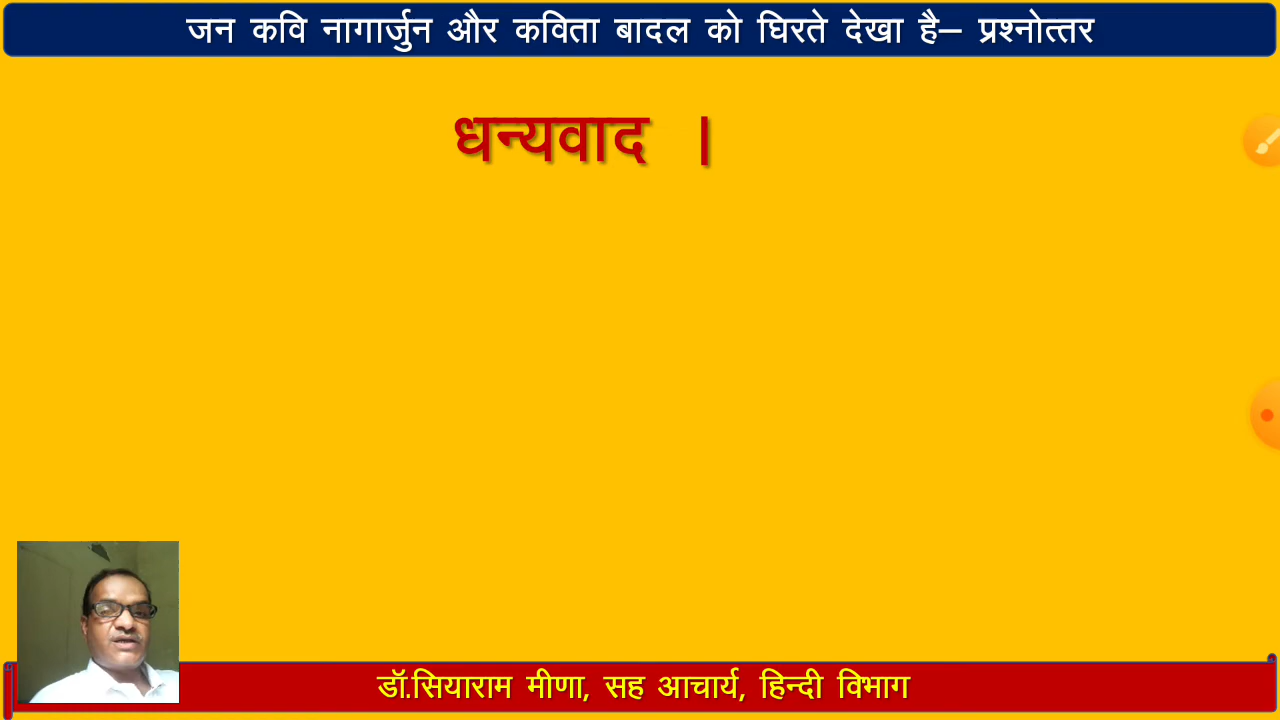 जन कवि नागार्जुन और कविता बादल को घिरते देखा है– प्रश्नोत्तर
धन्यवाद ।
डॉ.सियाराम मीणा, सह आचार्य, हिन्दी विभाग